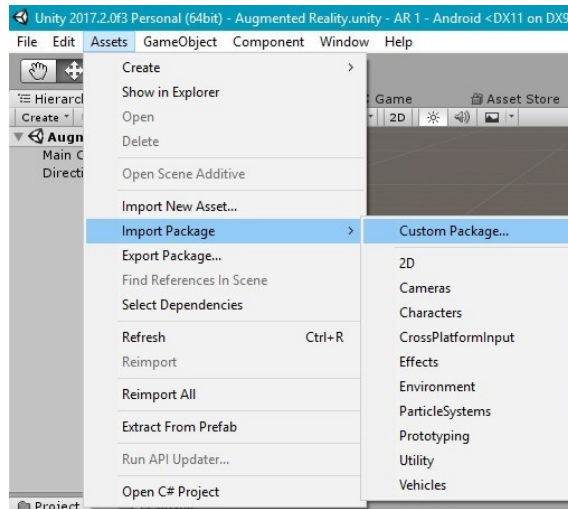 Unity 2017.2.0f3 Personal (64bit) - Augmented Reality.unity - AR 1 - Android <DX11 on DX9
File Edit Assets GameObject Component Window Help
Hierarcl
Game
Asset Store
Create
2D
Augn
Main C
Directi
Create
Show in Explorer
Open
Delete
Open Scene Additive
Import New Asset...
Import Package
Export Package...
Find References In Scene
Select Dependencies
Refresh Ctrl+R
Reimport
Reimport All
Extract From Prefab
Run API Updater...
Open C# Project
Custom Package...
2D
Cameras
Characters
CrossPlatformInput
Effects
Environment
ParticleSystems
Prototyping
Utility
Vehicles
Project